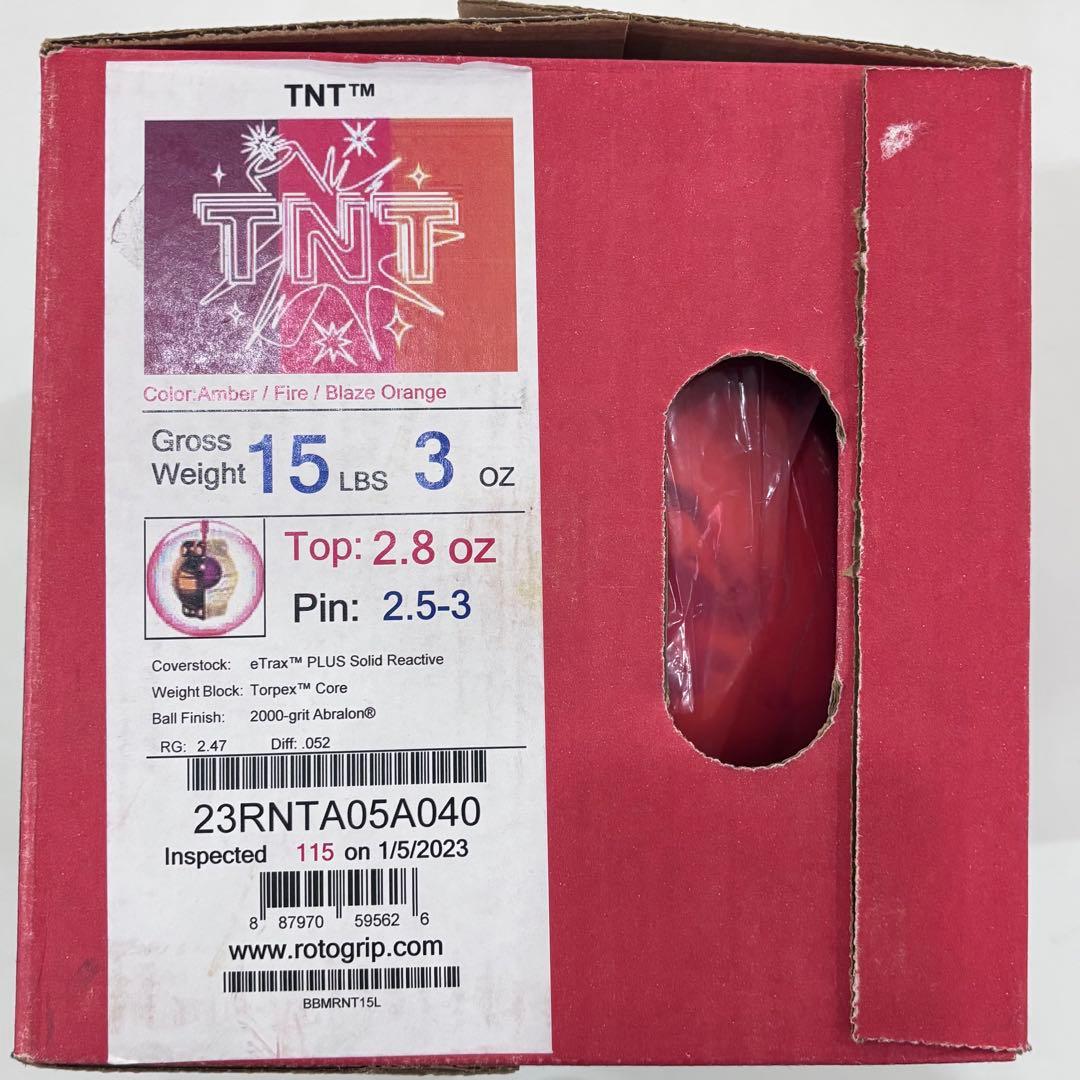 TNT™
TNT
Color:Amber / Fire / Blaze Orange
Gross Weight 15 LBS 3 oz
Top: 2.8 oz
Pin: 2.5-3
Coverstock: eTrax™ PLUS Solid Reactive
Weight Block: Torpex™ Core
Ball Finish: 2000-grit Abralon®
RG: 2.47 Diff: .052
23RNTA05A040
Inspected 115 on 1/5/2023
8 87970 59562 6
www.rotogrip.com
BBMRNT15L